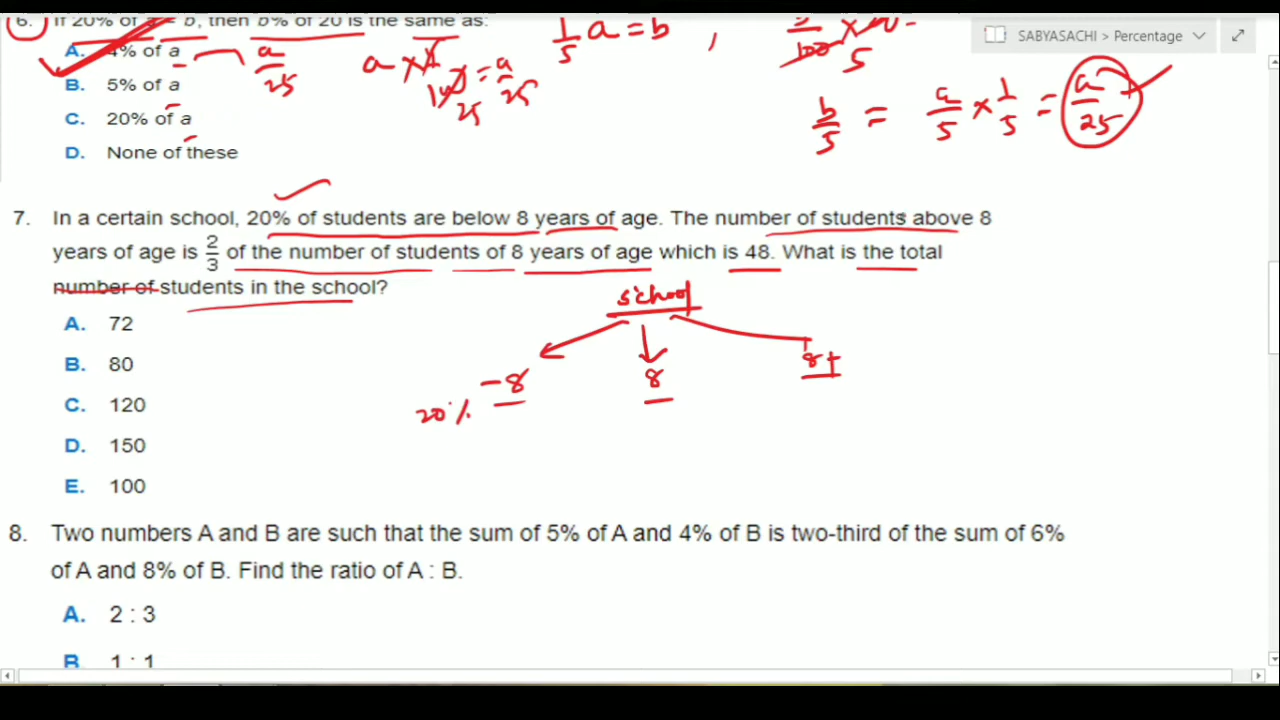 6. If 20% of a = b, then b% of 20 is the same as:
A. 4% of a
a/25
a × 4/100 = a/25
25
1/5 a = b ,
5
b/5 = a/5 × 1/5 = a/25
SABYASACHI > Percentage
B. 5% of a
C. 20% of a
D. None of these
7. In a certain school, 20% of students are below 8 years of age. The number of students above 8
years of age is 2/3 of the number of students of 8 years of age which is 48. What is the total
number of students in the school?
school
-8 8 8+
20%
A. 72
B. 80
C. 120
D. 150
E. 100
8. Two numbers A and B are such that the sum of 5% of A and 4% of B is two-third of the sum of 6%
of A and 8% of B. Find the ratio of A : B.
A. 2 : 3
B 1 : 1